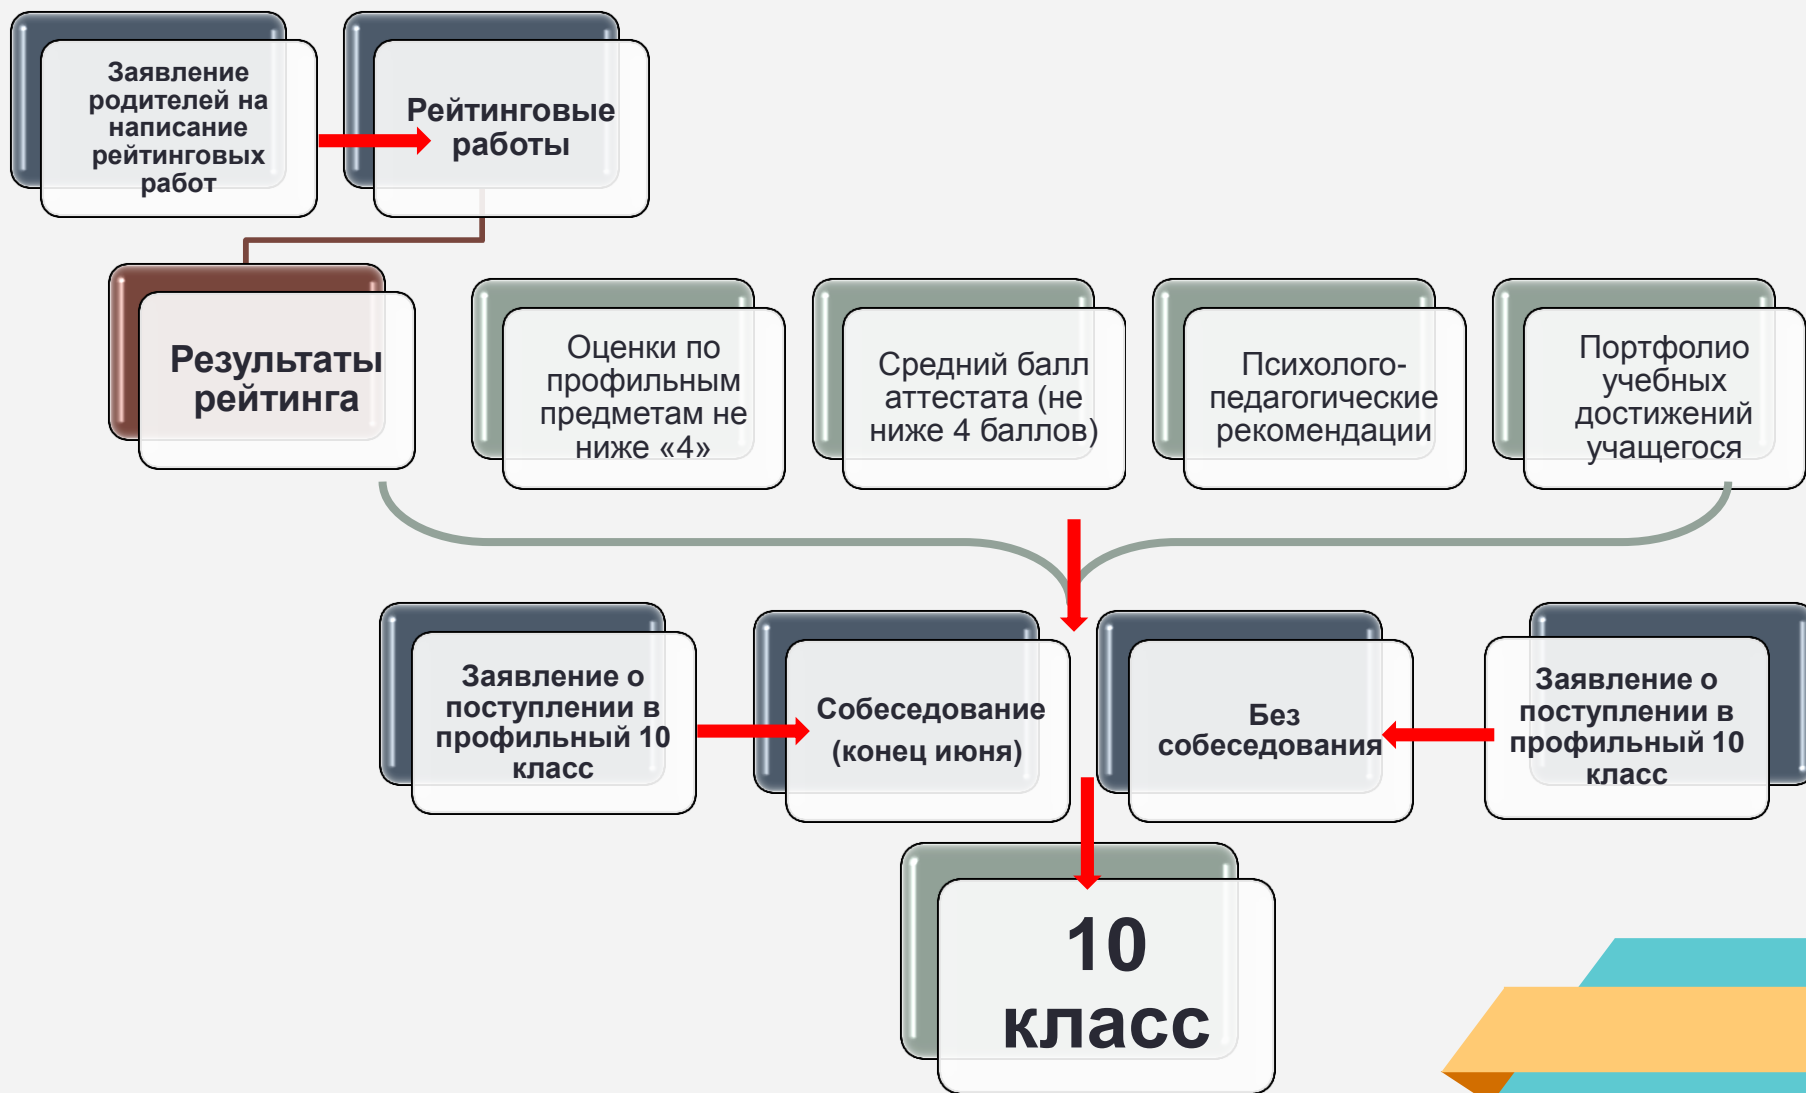 Заявление
родителей на
написание
рейтинговых
работ
Рейтинговые
работы
Результаты
рейтинга
Оценки по
профильным
предметам не
ниже «4»
Средний балл
аттестата (не
ниже 4 баллов)
Психолого-
педагогические
рекомендации
Портфолио
учебных
достижений
учащегося
Заявление о
поступлении в
профильный 10
класс
Собеседование
(конец июня)
Без
собеседования
Заявление о
поступлении в
профильный 10
класс
10
класс